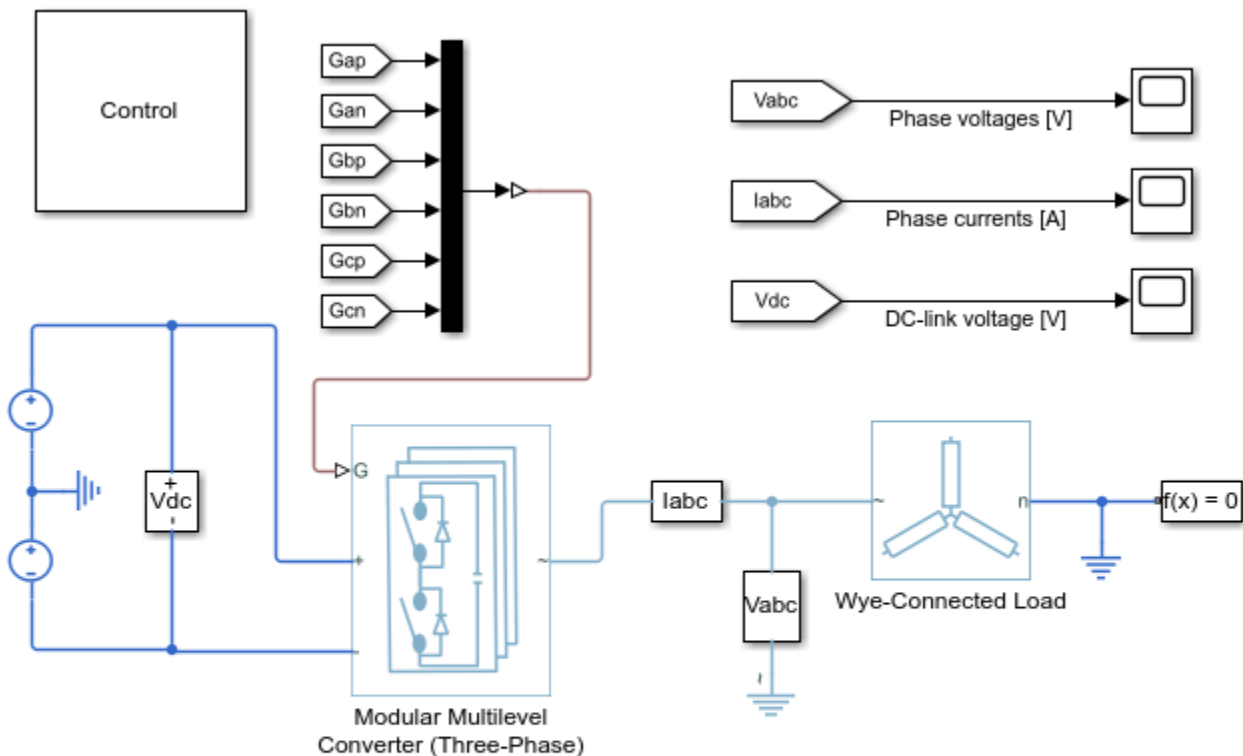 Control
Gap
Gan
Gbp
Gbn
Gcp
Gcn
Vabc
Phase voltages [V]
Iabc
Phase currents [A]
Vdc
DC-link voltage [V]
+
-
+
-
+
Vdc
-
G
+
-
~
Modular Multilevel
Converter (Three-Phase)
Iabc
Vabc
~
~
n
Wye-Connected Load
f(x) = 0